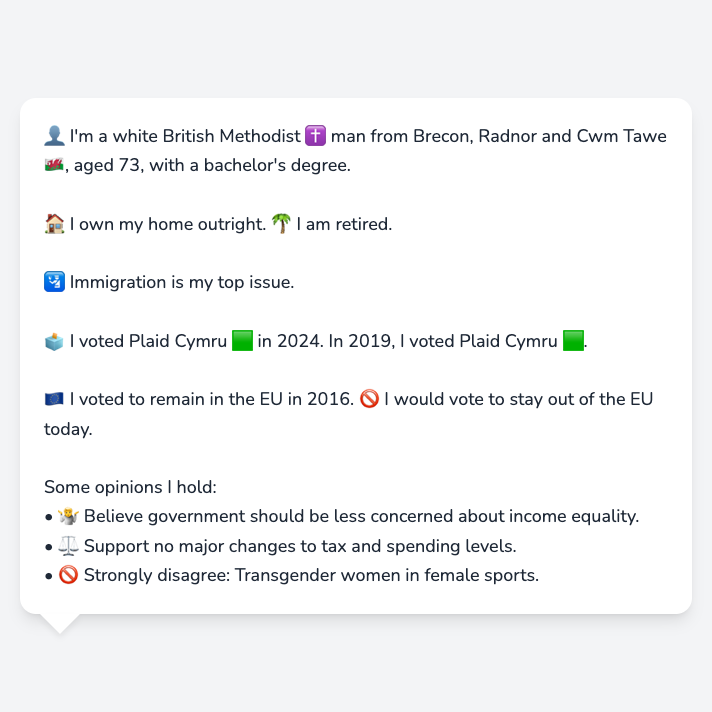 👤 I'm a white British Methodist ✝️ man from Brecon, Radnor and Cwm Tawe
🏴󠁧󠁢󠁷󠁬󠁳󠁿, aged 73, with a bachelor's degree.
🏠 I own my home outright. 🌴 I am retired.
🛂 Immigration is my top issue.
🗳️ I voted Plaid Cymru 🟩 in 2024. In 2019, I voted Plaid Cymru 🟩.
🇪🇺 I voted to remain in the EU in 2016. 🚫 I would vote to stay out of the EU
today.
Some opinions I hold:
• 🤷 Believe government should be less concerned about income equality.
• ⚖️ Support no major changes to tax and spending levels.
• 🚫 Strongly disagree: Transgender women in female sports.